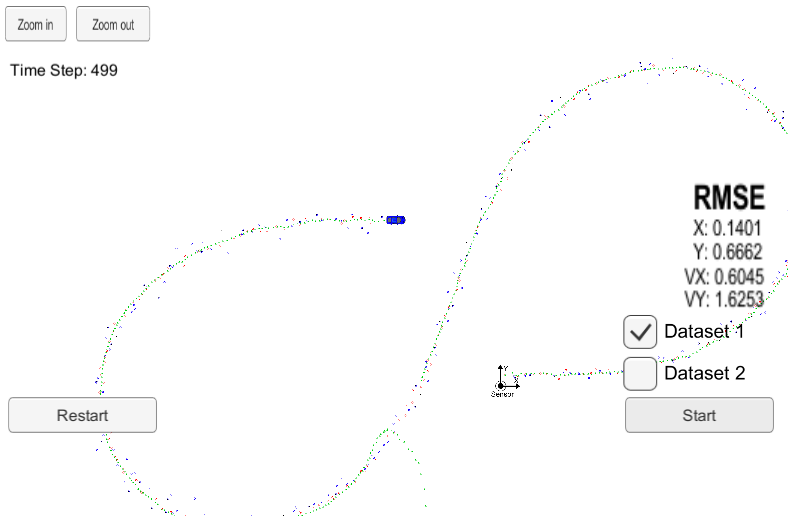 Zoom in
Zoom out
Time Step: 499
RMSE
X: 0.1401
Y: 0.6662
VX: 0.6045
VY: 1.6253
Dataset 1
Y
X
Sensor
Dataset 2
Restart
Start